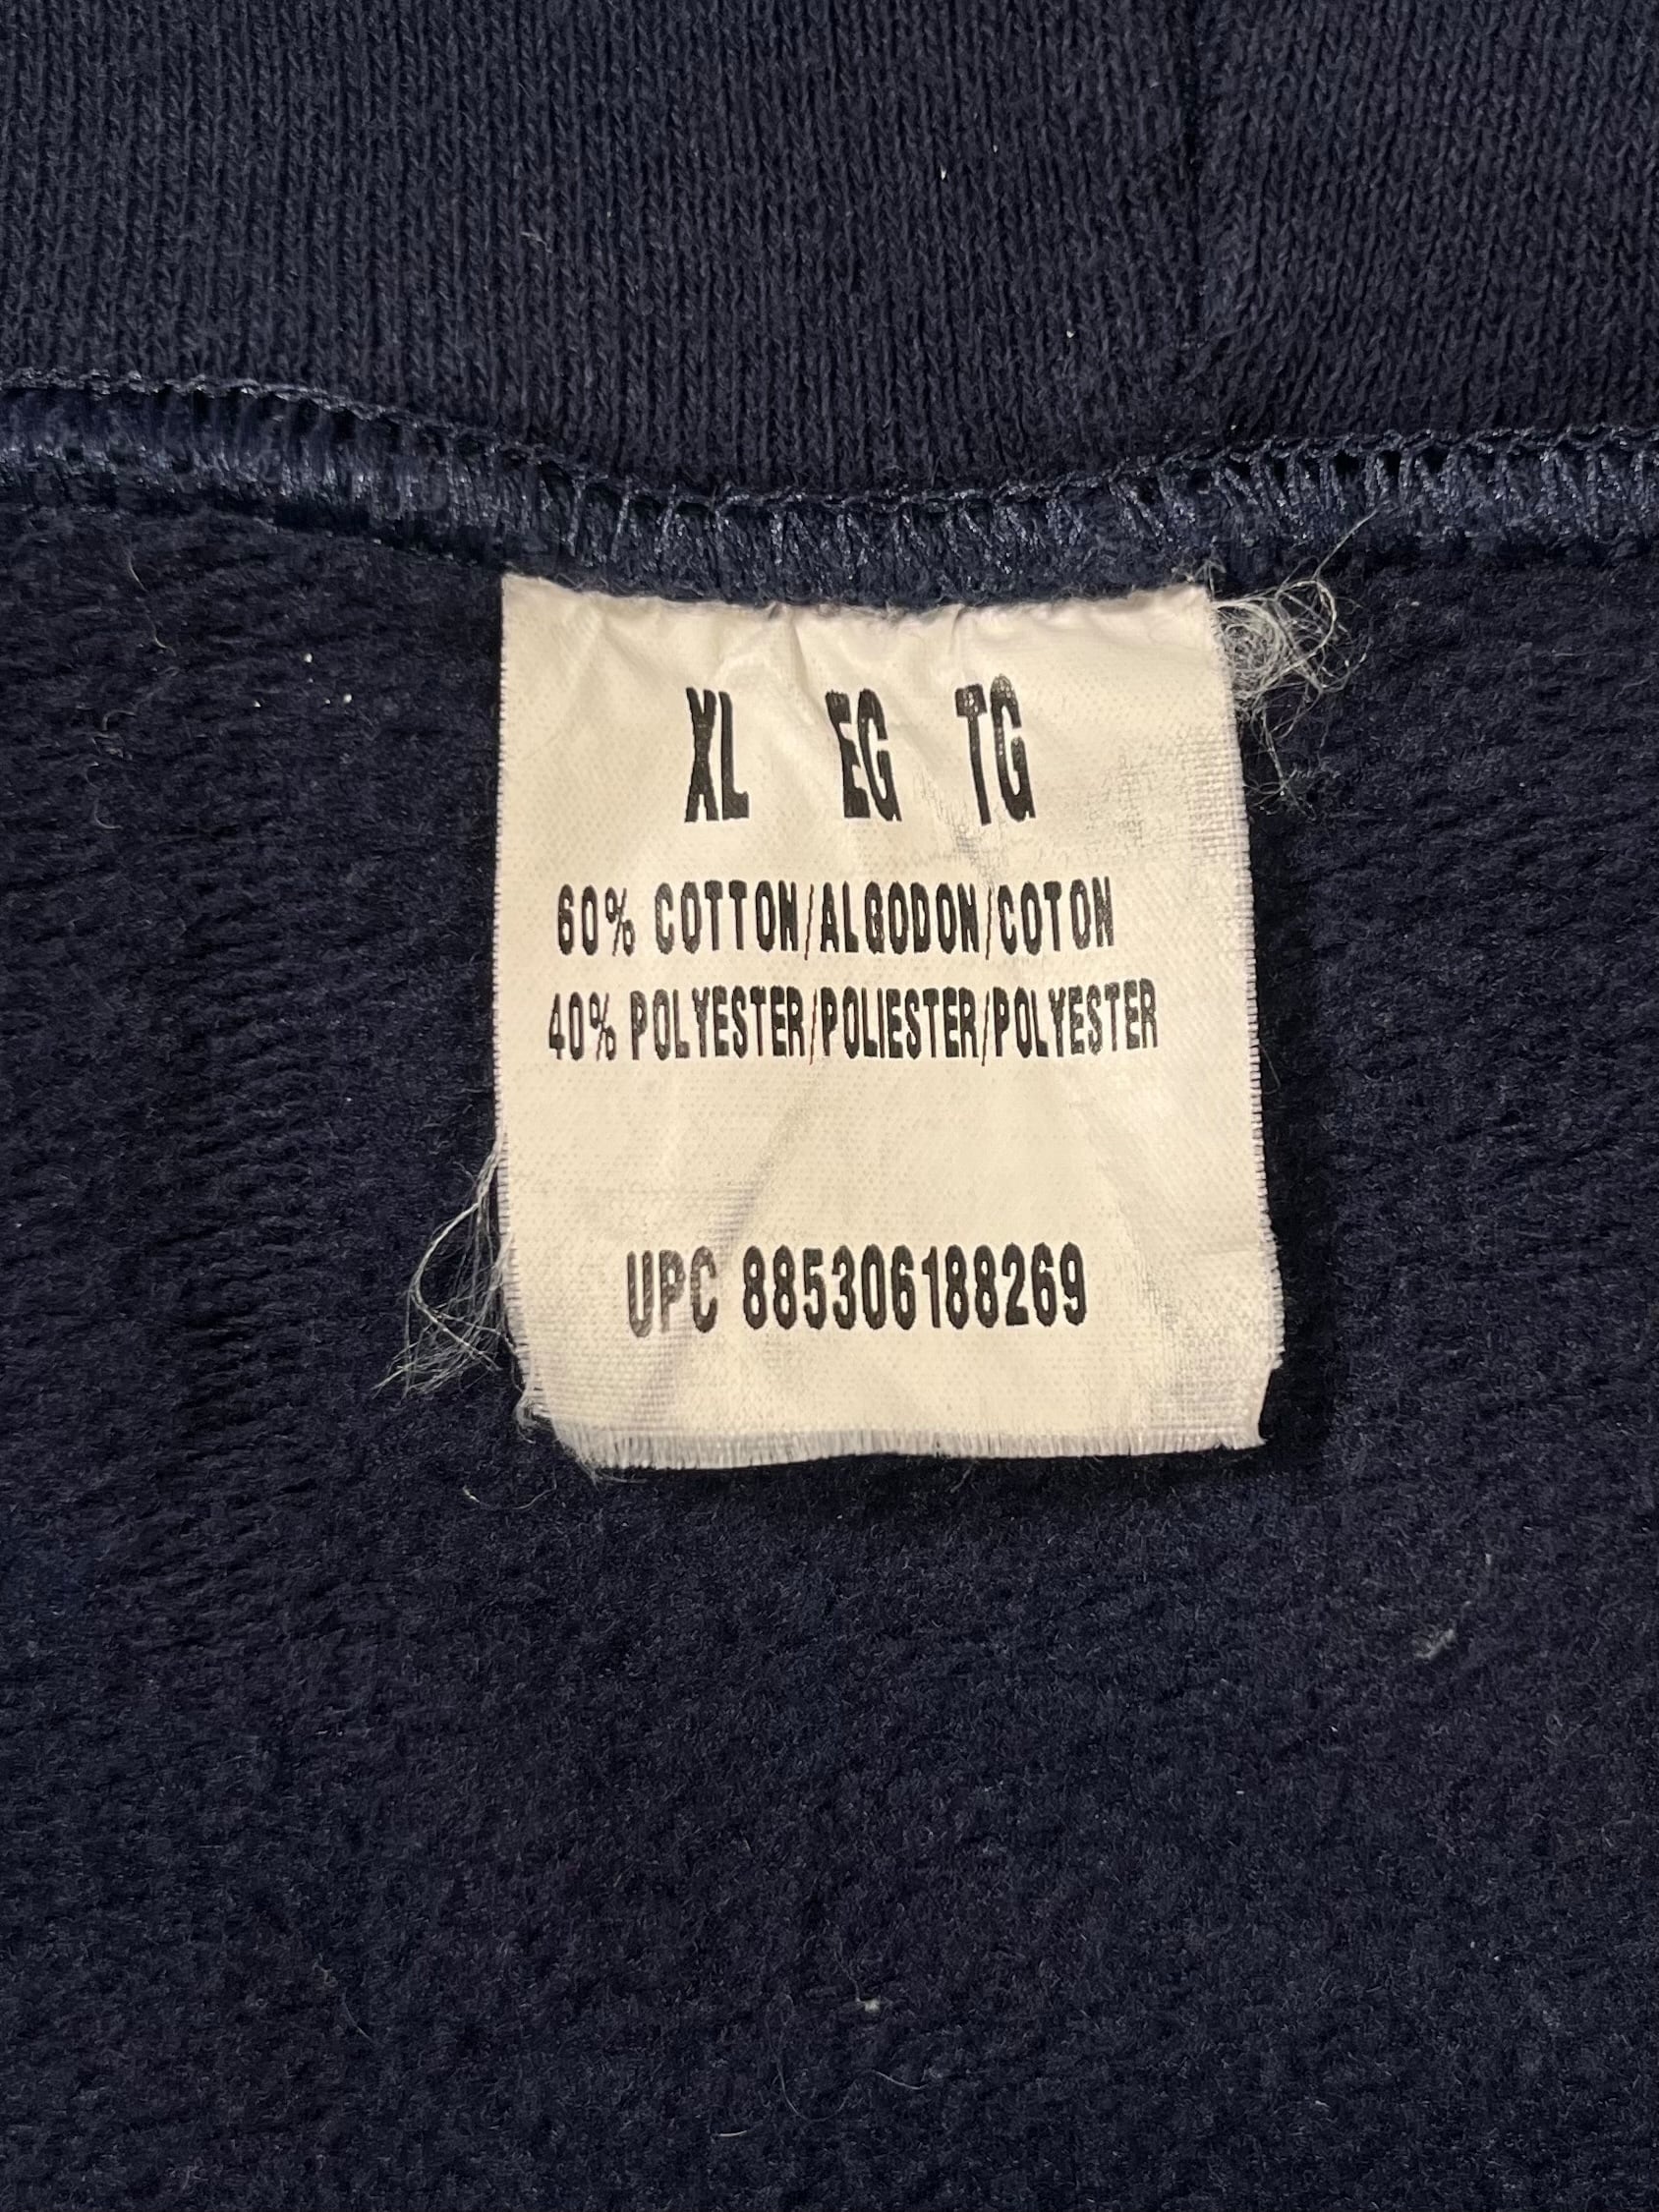 XL EG TG
60% COTTON/ALGODON/COTON
40% POLYESTER/POLIESTER/POLYESTER
UPC 885306188269